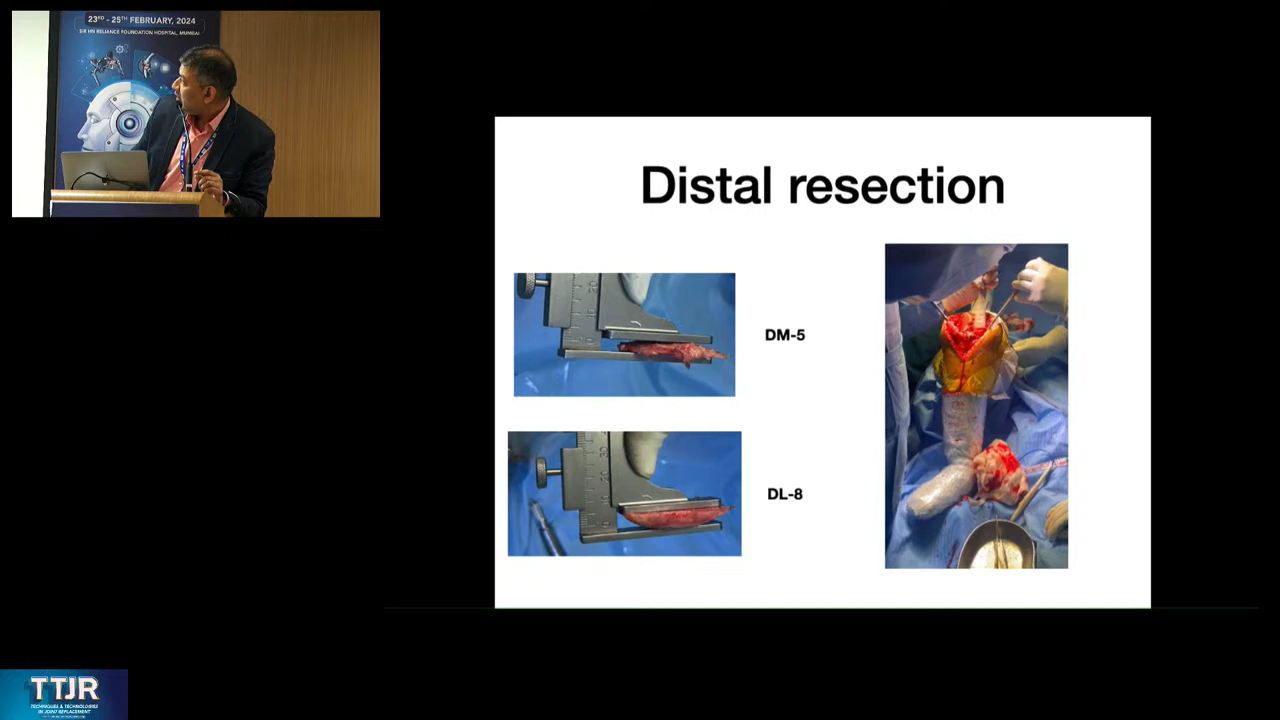 23RD - 25TH FEBRUARY, 2024
SIR HN RELIANCE FOUNDATION HOSPITAL, MUMBAI
Distal resection
DM-5
DL-8
TTJR
TECHNIQUES & TECHNOLOGIES
IN JOINT REPLACEMENT